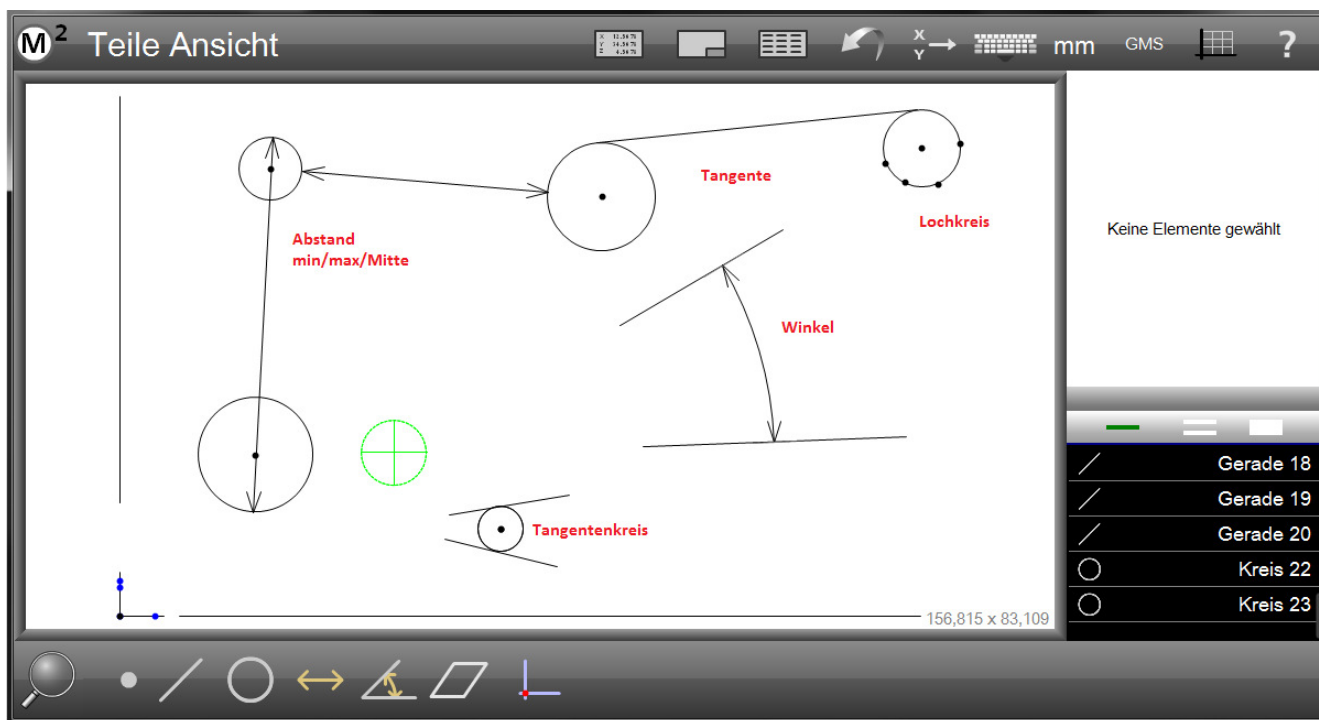 M2 Teile Ansicht
X Y
mm
GMS
?
Tangente
Lochkreis
Abstand
min/max/Mitte
Keine Elemente gewählt
Winkel
Gerade 18
Gerade 19
Gerade 20
Tangentenkreis
Kreis 22
Kreis 23
156,815 x 83,109